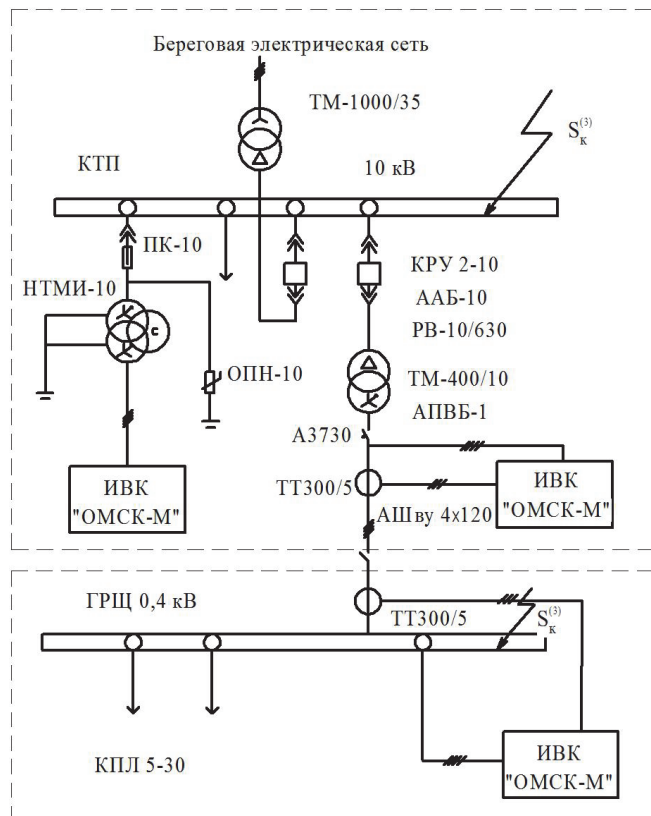 Береговая электрическая сеть
ТМ-1000/35
S_к^(3)
КТП
10 кВ
ПК-10
КРУ 2-10
НТМИ-10
ААБ-10
С
РВ-10/630
ОПН-10
ТМ-400/10
АПВБ-1
А3730
ИВК
"ОМСК-М"
ТТ300/5
ИВК
"ОМСК-М"
АШву 4х120
ГРЩ 0,4 кВ
ТТ300/5
S_к^(3)
КПЛ 5-30
ИВК
"ОМСК-М"